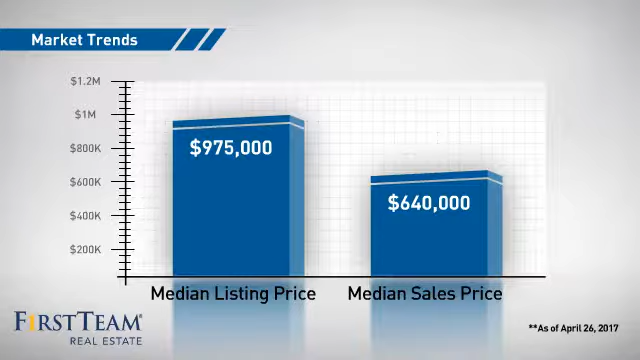 Market Trends
$1.2M
$1M
$800K
$600K
$400K
$200K
$975,000
$640,000
Median Listing Price
Median Sales Price
FIRSTTEAM®
REAL ESTATE
**As of April 26, 2017